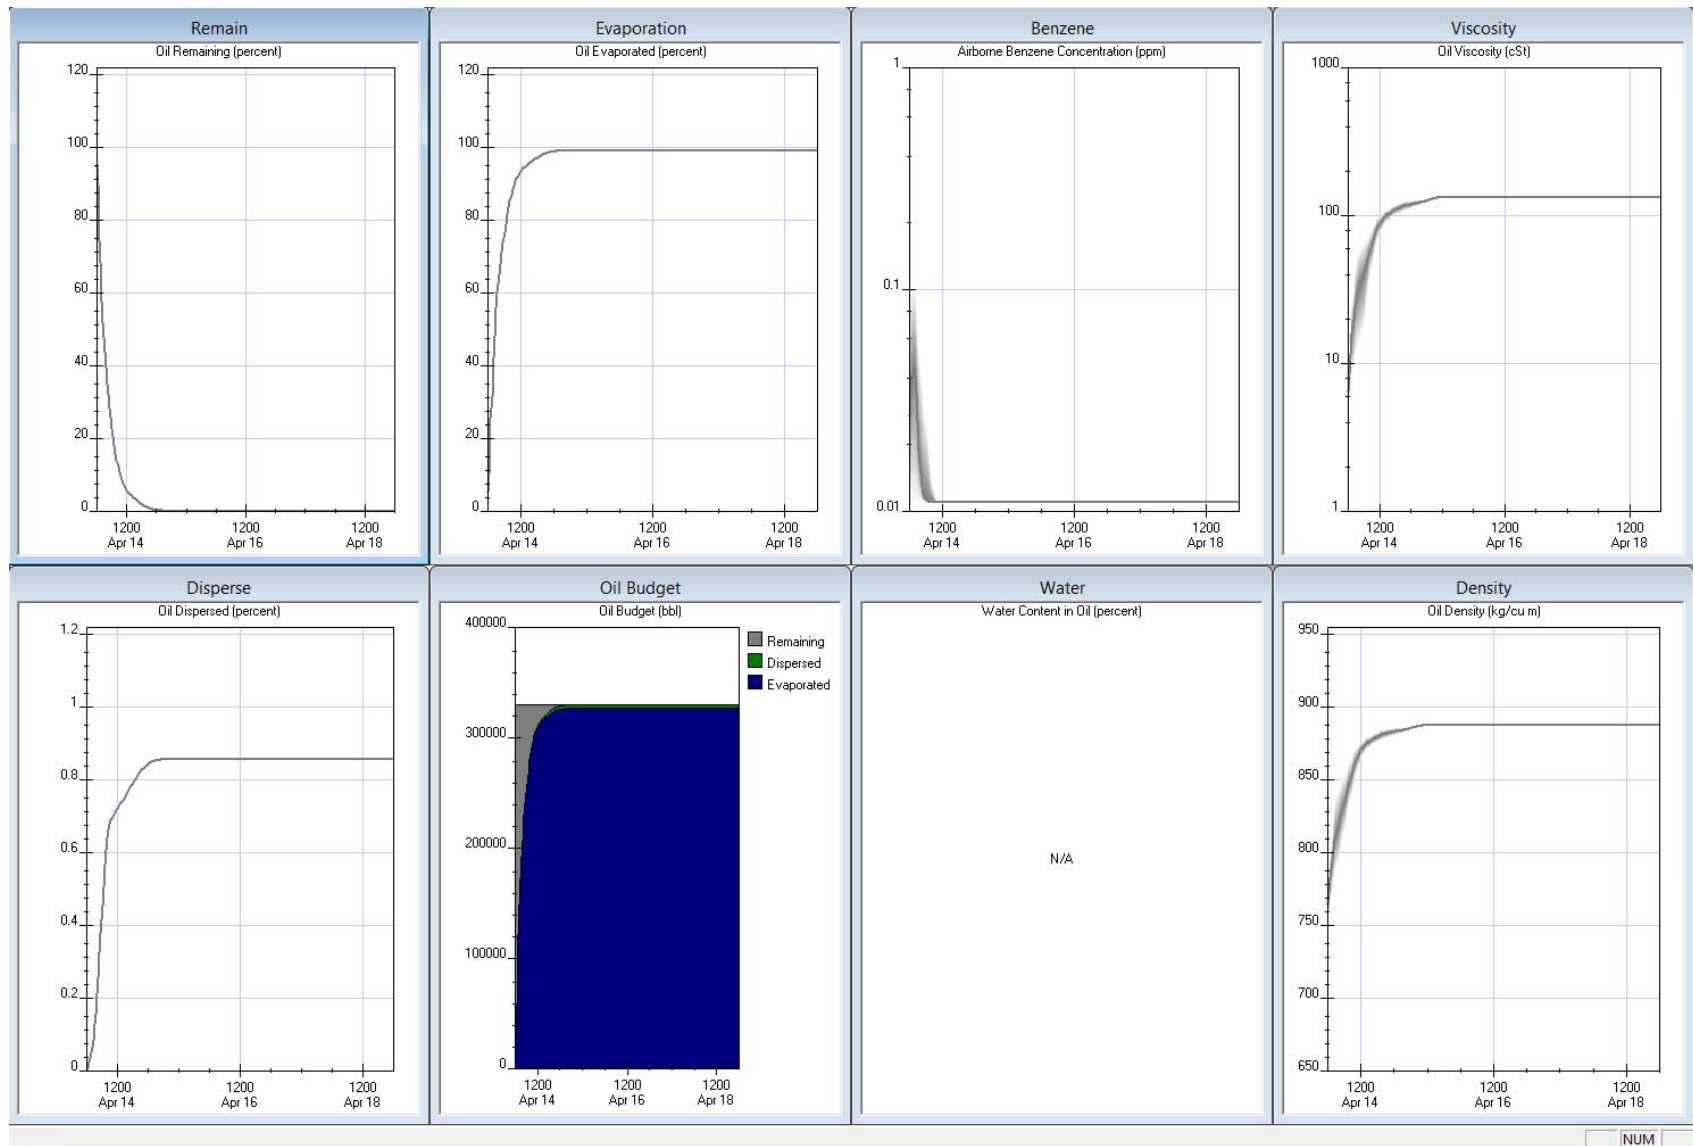 Remain
Oil Remaining (percent)
120
100
80
60
40
20
0
1200 1200 1200
Apr 14 Apr 16 Apr 18
Evaporation
Oil Evaporated (percent)
120
100
80
60
40
20
0
1200 1200 1200
Apr 14 Apr 16 Apr 18
Benzene
Airborne Benzene Concentration (ppm)
1
0.1
0.01
1200 1200 1200
Apr 14 Apr 16 Apr 18
Viscosity
Oil Viscosity (cSt)
1000
100
10
1
1200 1200 1200
Apr 14 Apr 16 Apr 18
Disperse
Oil Dispersed (percent)
1.2
1
0.8
0.6
0.4
0.2
0
1200 1200 1200
Apr 14 Apr 16 Apr 18
Oil Budget
Oil Budget (bbl)
400000
300000
200000
100000
0
1200 1200 1200
Apr 14 Apr 16 Apr 18
Remaining
Dispersed
Evaporated
Water
Water Content in Oil (percent)
N/A
Density
Oil Density (kg/cu m)
950
900
850
800
750
700
650
1200 1200 1200
Apr 14 Apr 16 Apr 18
NUM